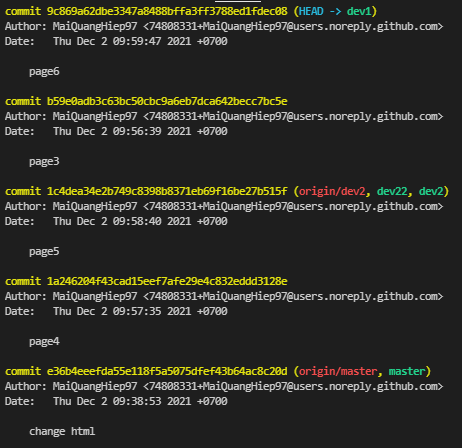 commit 9c869a62dbe3347a8488bffa3ff3788ed1fdec08 (HEAD -> dev1)
Author: MaiQuangHiep97 <74808331+MaiQuangHiep97@users.noreply.github.com>
Date:   Thu Dec 2 09:59:47 2021 +0700
page6
commit b59e0adb3c63bc50cbc9a6eb7dca642becc7bc5e
Author: MaiQuangHiep97 <74808331+MaiQuangHiep97@users.noreply.github.com>
Date:   Thu Dec 2 09:56:39 2021 +0700
page3
commit 1c4dea34e2b749c8398b8371eb69f16be27b515f (origin/dev2, dev22, dev2)
Author: MaiQuangHiep97 <74808331+MaiQuangHiep97@users.noreply.github.com>
Date:   Thu Dec 2 09:58:40 2021 +0700
page5
commit 1a246204f43cad15eef7afe29e4c832eddd3128e
Author: MaiQuangHiep97 <74808331+MaiQuangHiep97@users.noreply.github.com>
Date:   Thu Dec 2 09:57:35 2021 +0700
page4
commit e36b4eeefda55e118f5a5075dfef43b64ac8c20d (origin/master, master)
Author: MaiQuangHiep97 <74808331+MaiQuangHiep97@users.noreply.github.com>
Date:   Thu Dec 2 09:38:53 2021 +0700
change html